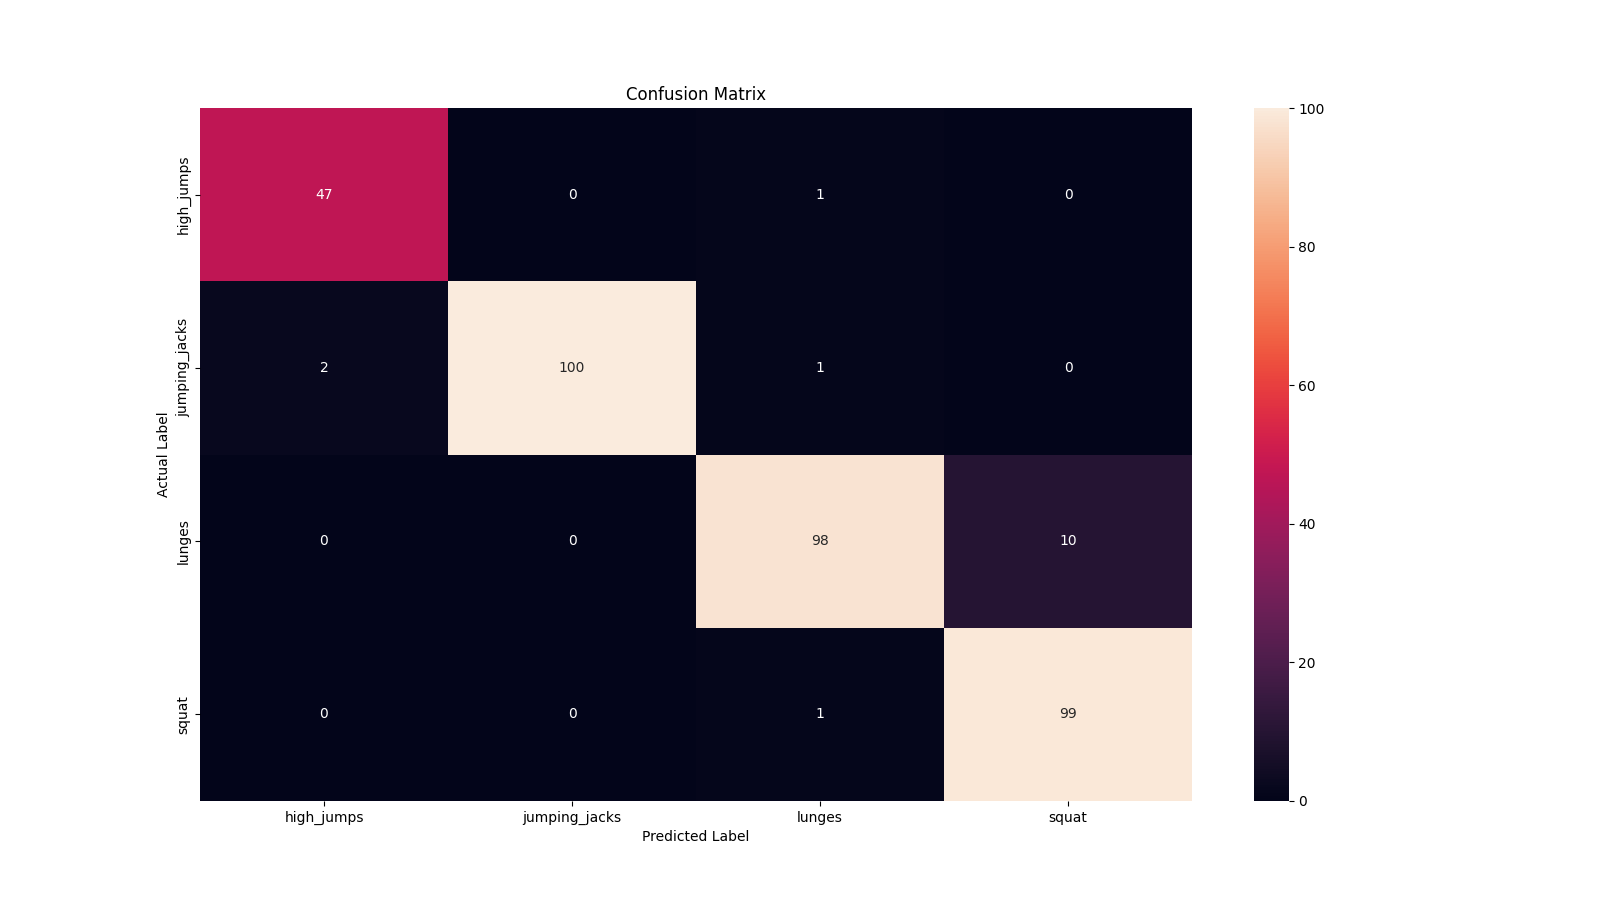 Confusion Matrix
Actual Label
high_jumps
47 0 1 0
jumping_jacks
2 100 1 0
lunges
0 0 98 10
squat
0 0 1 99
high_jumps jumping_jacks lunges squat
Predicted Label
100
80
60
40
20
0